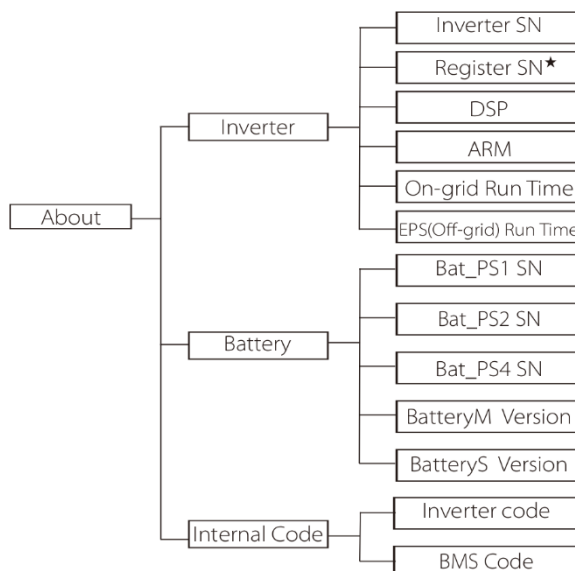 About
Inverter
Inverter SN
Register SN★
DSP
ARM
On-grid Run Time
EPS(Off-grid) Run Time
Battery
Bat_PS1 SN
Bat_PS2 SN
Bat_PS4 SN
BatteryM Version
BatteryS Version
Internal Code
Inverter code
BMS Code